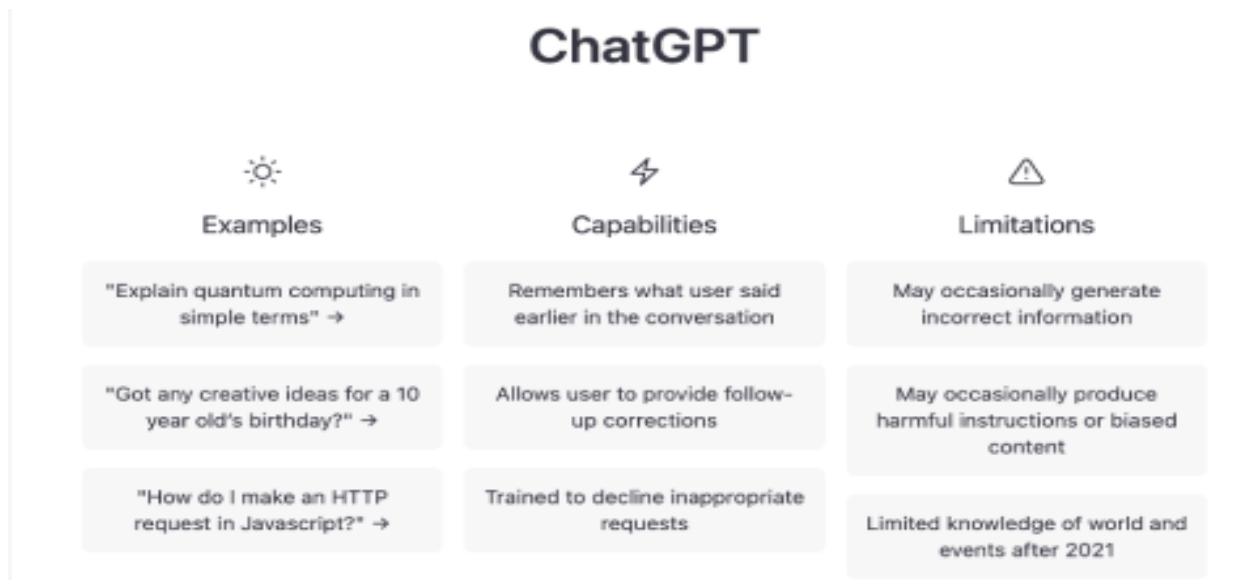 ChatGPT
Examples
"Explain quantum computing in
simple terms" →
"Got any creative ideas for a 10
year old's birthday?" →
"How do I make an HTTP
request in Javascript?" →
Capabilities
Remembers what user said
earlier in the conversation
Allows user to provide follow-
up corrections
Trained to decline inappropriate
requests
Limitations
May occasionally generate
incorrect information
May occasionally produce
harmful instructions or biased
content
Limited knowledge of world and
events after 2021